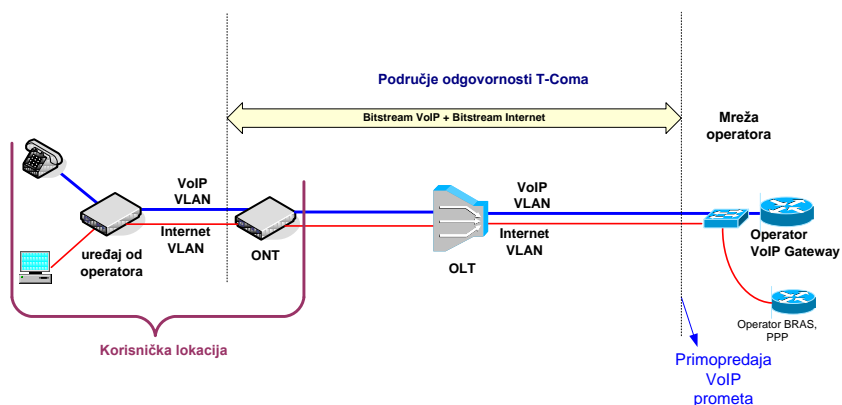 Područje odgovornosti T-Coma
Bitstream VoIP + Bitstream Internet
Mreža
operatora
VoIP
VLAN
Internet
VLAN
uređaj od
operatora
ONT
OLT
VoIP
VLAN
Internet
VLAN
Operator
VoIP Gateway
Operator BRAS,
PPP
Korisnička lokacija
Primopredaja
VoIP
prometa